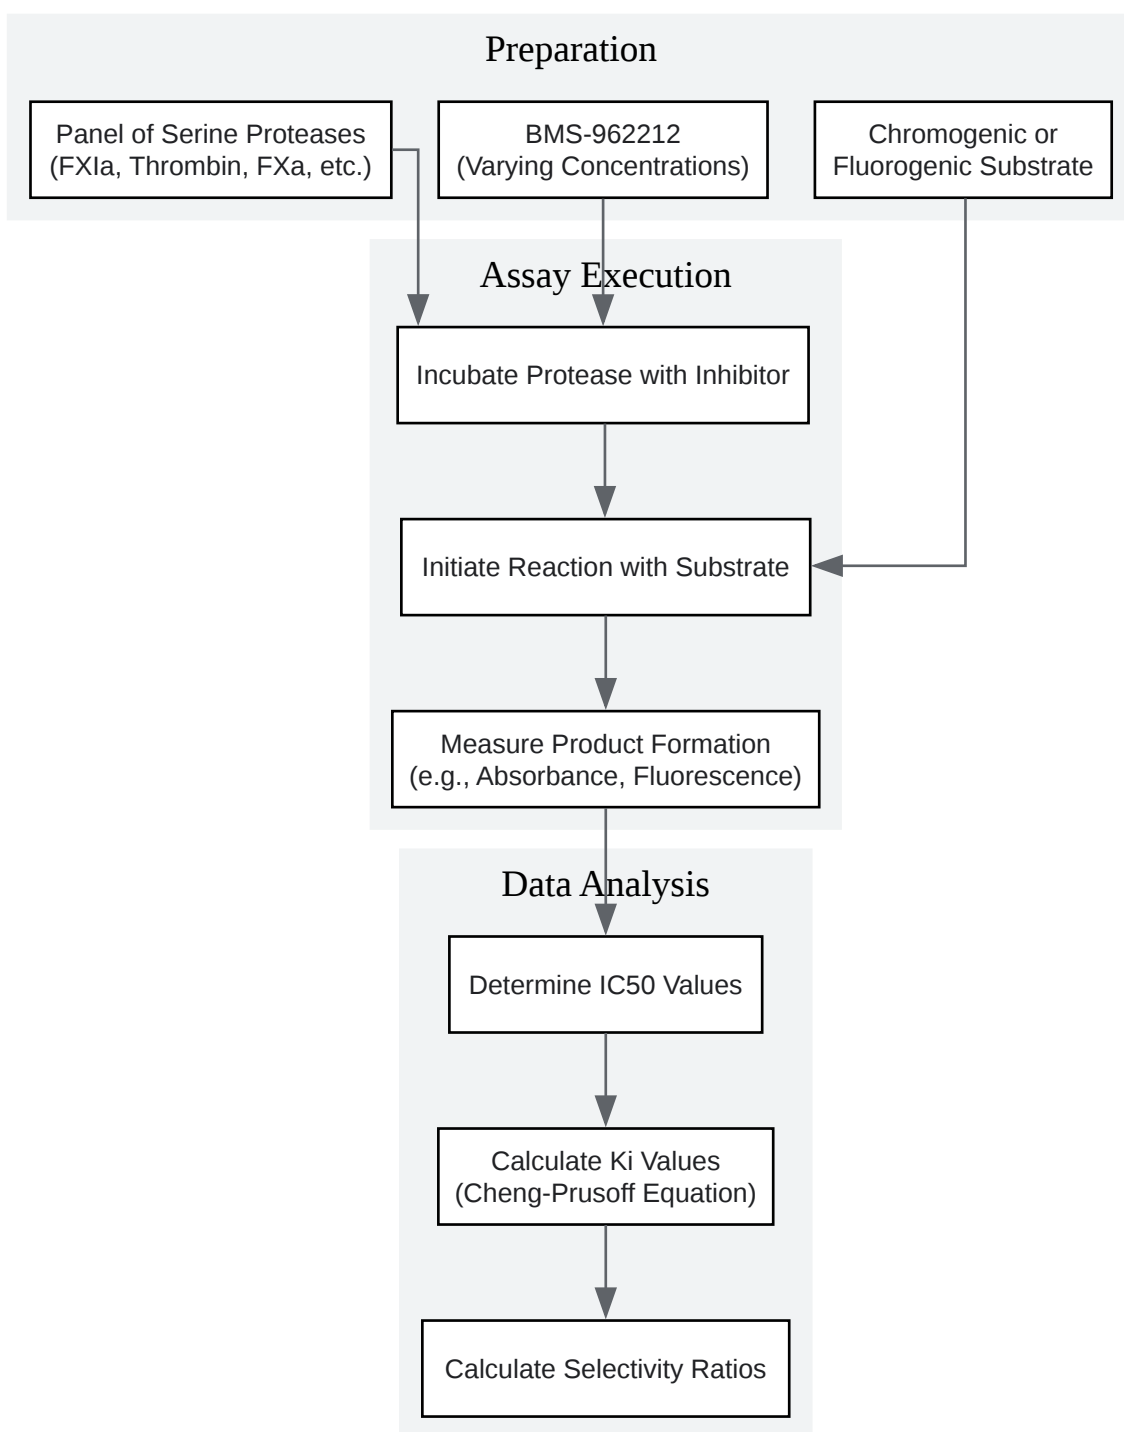 Preparation
Panel of Serine Proteases
(FXIa, Thrombin, FXa, etc.)
BMS-962212
(Varying Concentrations)
Chromogenic or
Fluorogenic Substrate
Assay Execution
Incubate Protease with Inhibitor
Initiate Reaction with Substrate
Measure Product Formation
(e.g., Absorbance, Fluorescence)
Data Analysis
Determine IC50 Values
Calculate Ki Values
(Cheng-Prusoff Equation)
Calculate Selectivity Ratios